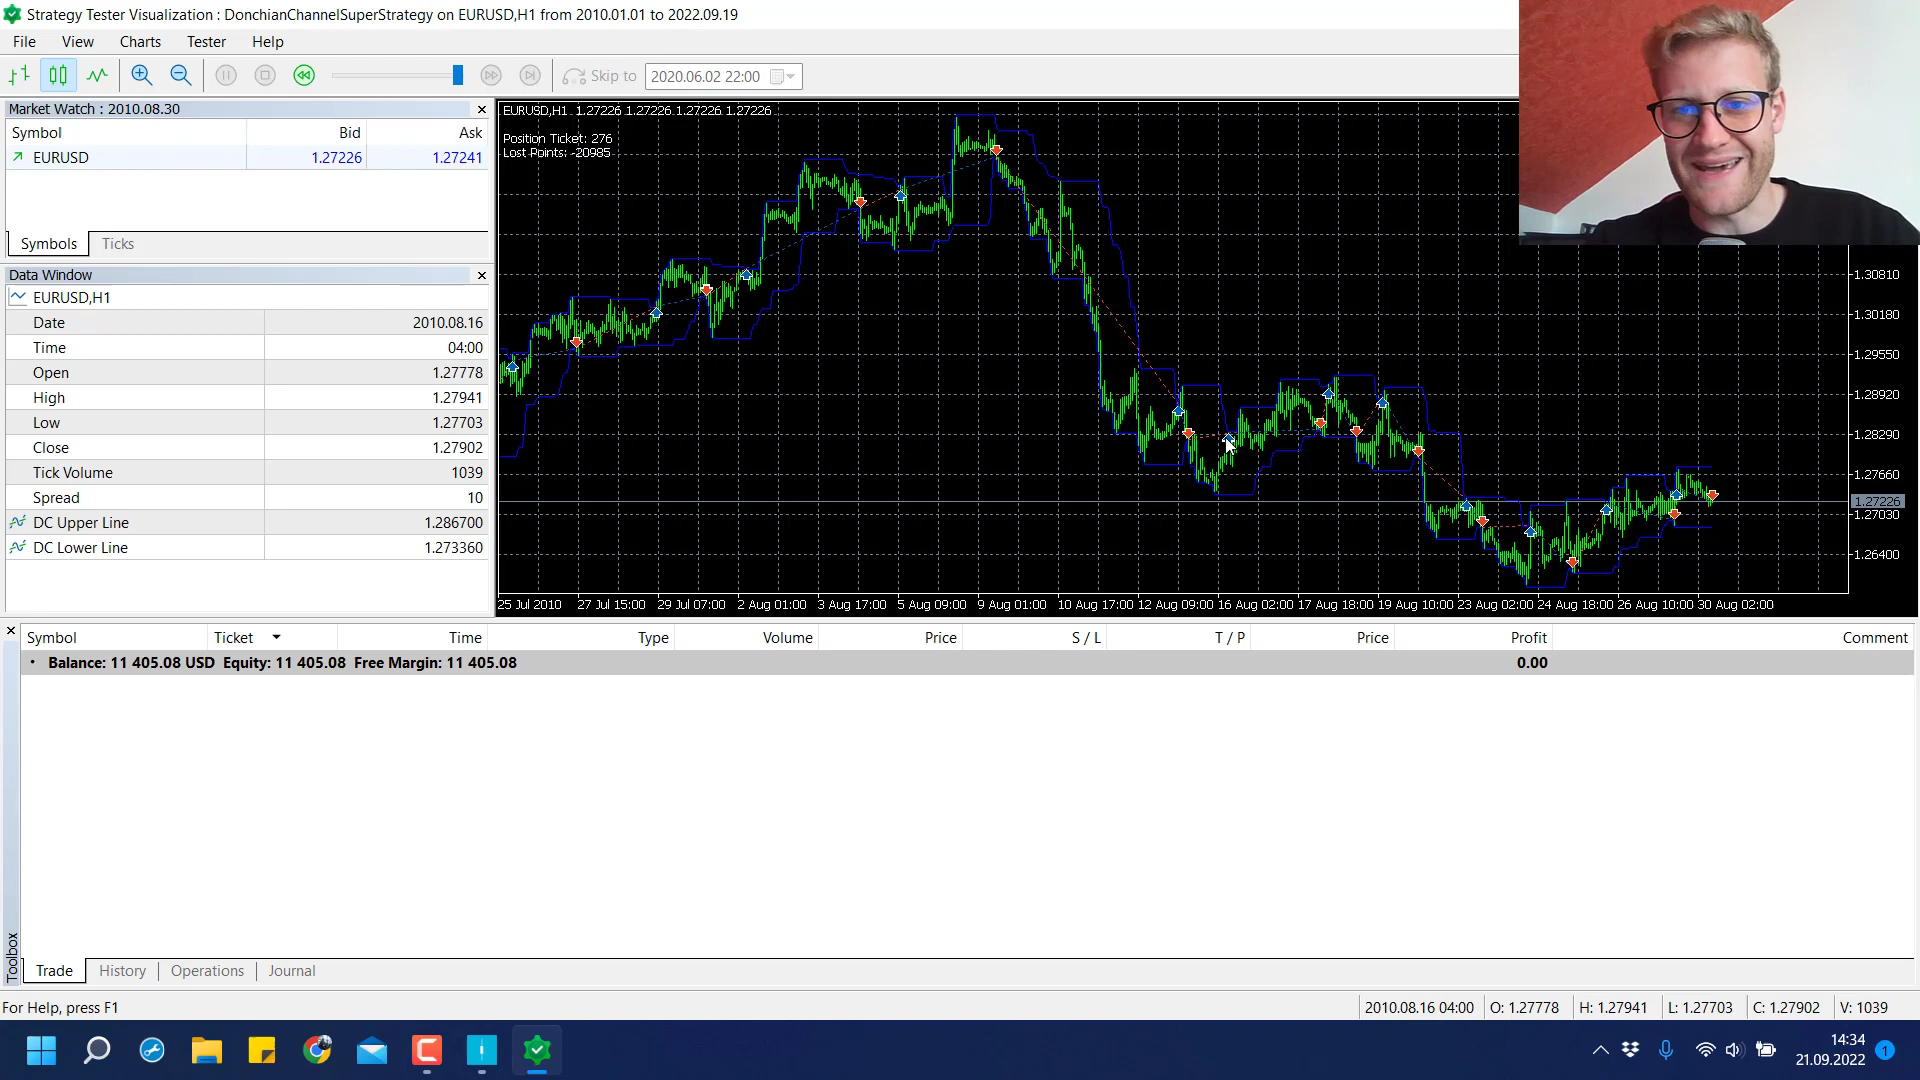 Strategy Tester Visualization : DonchianChannelSuperStrategy on EURUSD,H1 from 2010.01.01 to 2022.09.19
File View Charts Tester Help
Skip to 2020.06.02 22:00
Market Watch : 2010.08.30
Symbol Bid Ask
EURUSD 1.27226 1.27241
Symbols Ticks
Data Window
EURUSD,H1
Date 2010.08.16
Time 04:00
Open 1.27778
High 1.27941
Low 1.27703
Close 1.27902
Tick Volume 1039
Spread 10
DC Upper Line 1.286700
DC Lower Line 1.273360
EURUSD,H1 1.27226 1.27226 1.27226 1.27226
Position Ticket: 276
Lost Points: -20985
1.30810
1.30180
1.29550
1.28920
1.28290
1.27660
1.27226
1.27030
1.26400
25 Jul 2010 27 Jul 15:00 29 Jul 07:00 2 Aug 01:00 3 Aug 17:00 5 Aug 09:00 9 Aug 01:00 10 Aug 17:00 12 Aug 09:00 16 Aug 02:00 17 Aug 18:00 19 Aug 10:00 23 Aug 02:00 24 Aug 18:00 26 Aug 10:00 30 Aug 02:00
Symbol Ticket Time Type Volume Price S / L T / P Price Profit Comment
Balance: 11 405.08 USD Equity: 11 405.08 Free Margin: 11 405.08 0.00
Toolbox
Trade History Operations Journal
For Help, press F1 2010.08.16 04:00 O: 1.27778 H: 1.27941 L: 1.27703 C: 1.27902 V: 1039
14:34
21.09.2022
1